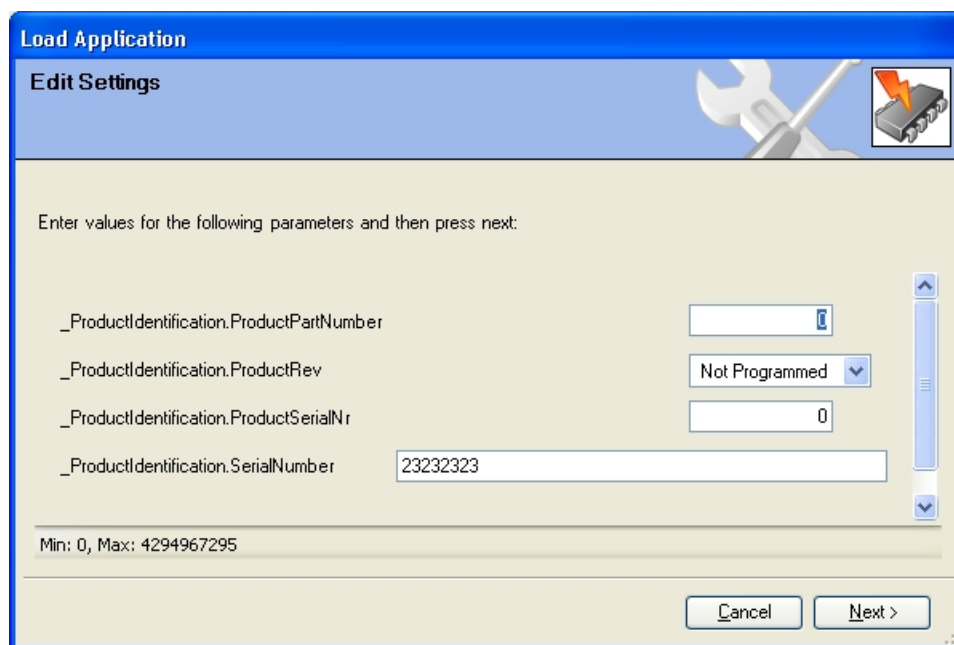 Load Application
Edit Settings
Enter values for the following parameters and then press next:
_ProductIdentification.ProductPartNumber 0
_ProductIdentification.ProductRev Not Programmed
_ProductIdentification.ProductSerialNr 0
_ProductIdentification.SerialNumber 23232323
Min: 0, Max: 4294967295
Cancel Next >